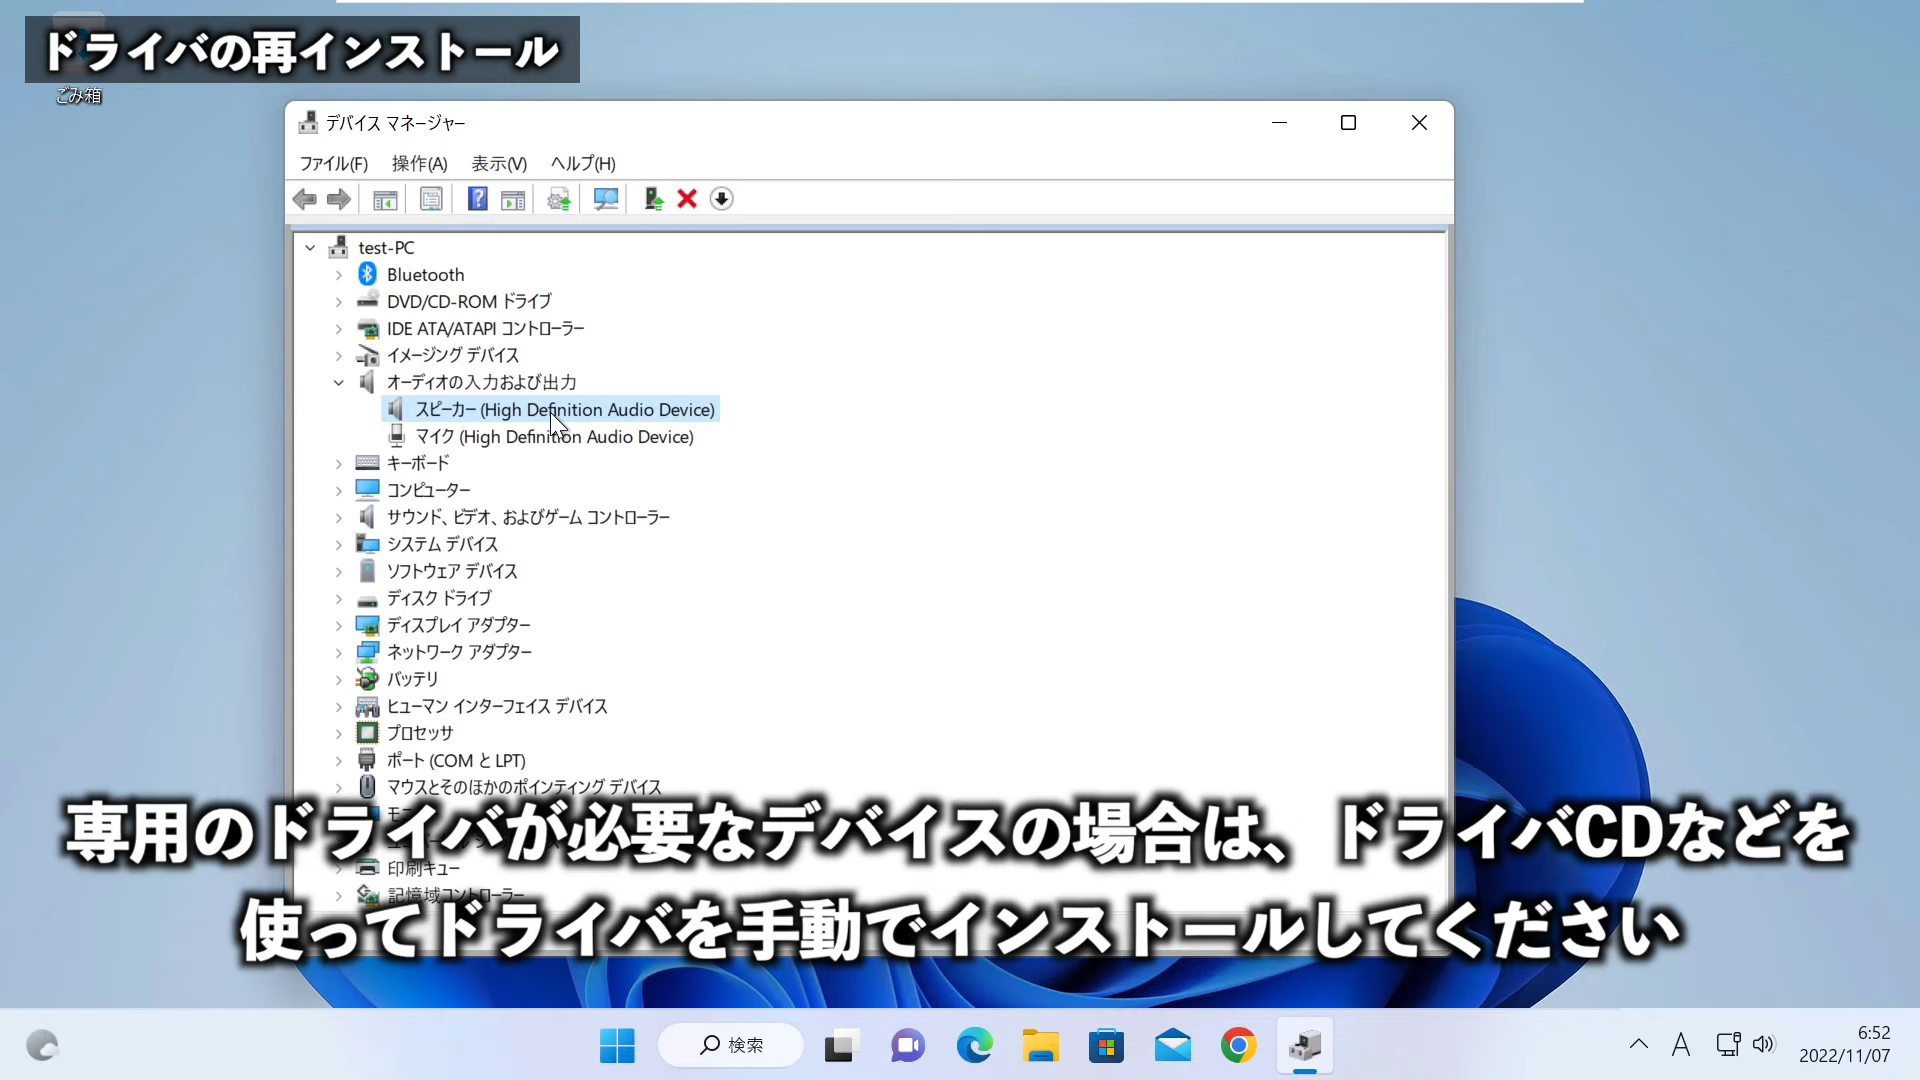 ドライバの再インストール
ごみ箱
デバイス マネージャー
ファイル(F) 操作(A) 表示(V) ヘルプ(H)
test-PC
Bluetooth
DVD/CD-ROM ドライブ
IDE ATA/ATAPI コントローラー
イメージング デバイス
オーディオの入力および出力
スピーカー (High Definition Audio Device)
マイク (High Definition Audio Device)
キーボード
コンピューター
サウンド、ビデオ、およびゲーム コントローラー
システム デバイス
ソフトウェア デバイス
ディスク ドライブ
ディスプレイ アダプター
ネットワーク アダプター
バッテリ
ヒューマン インターフェイス デバイス
プロセッサ
ポート (COM と LPT)
マウスとそのほかのポインティング デバイス
専用のドライバが必要なデバイスの場合は、ドライバCDなどを
印刷キュー
記憶域コントローラー
使ってドライバを手動でインストールしてください
検索
A
6:52
2022/11/07